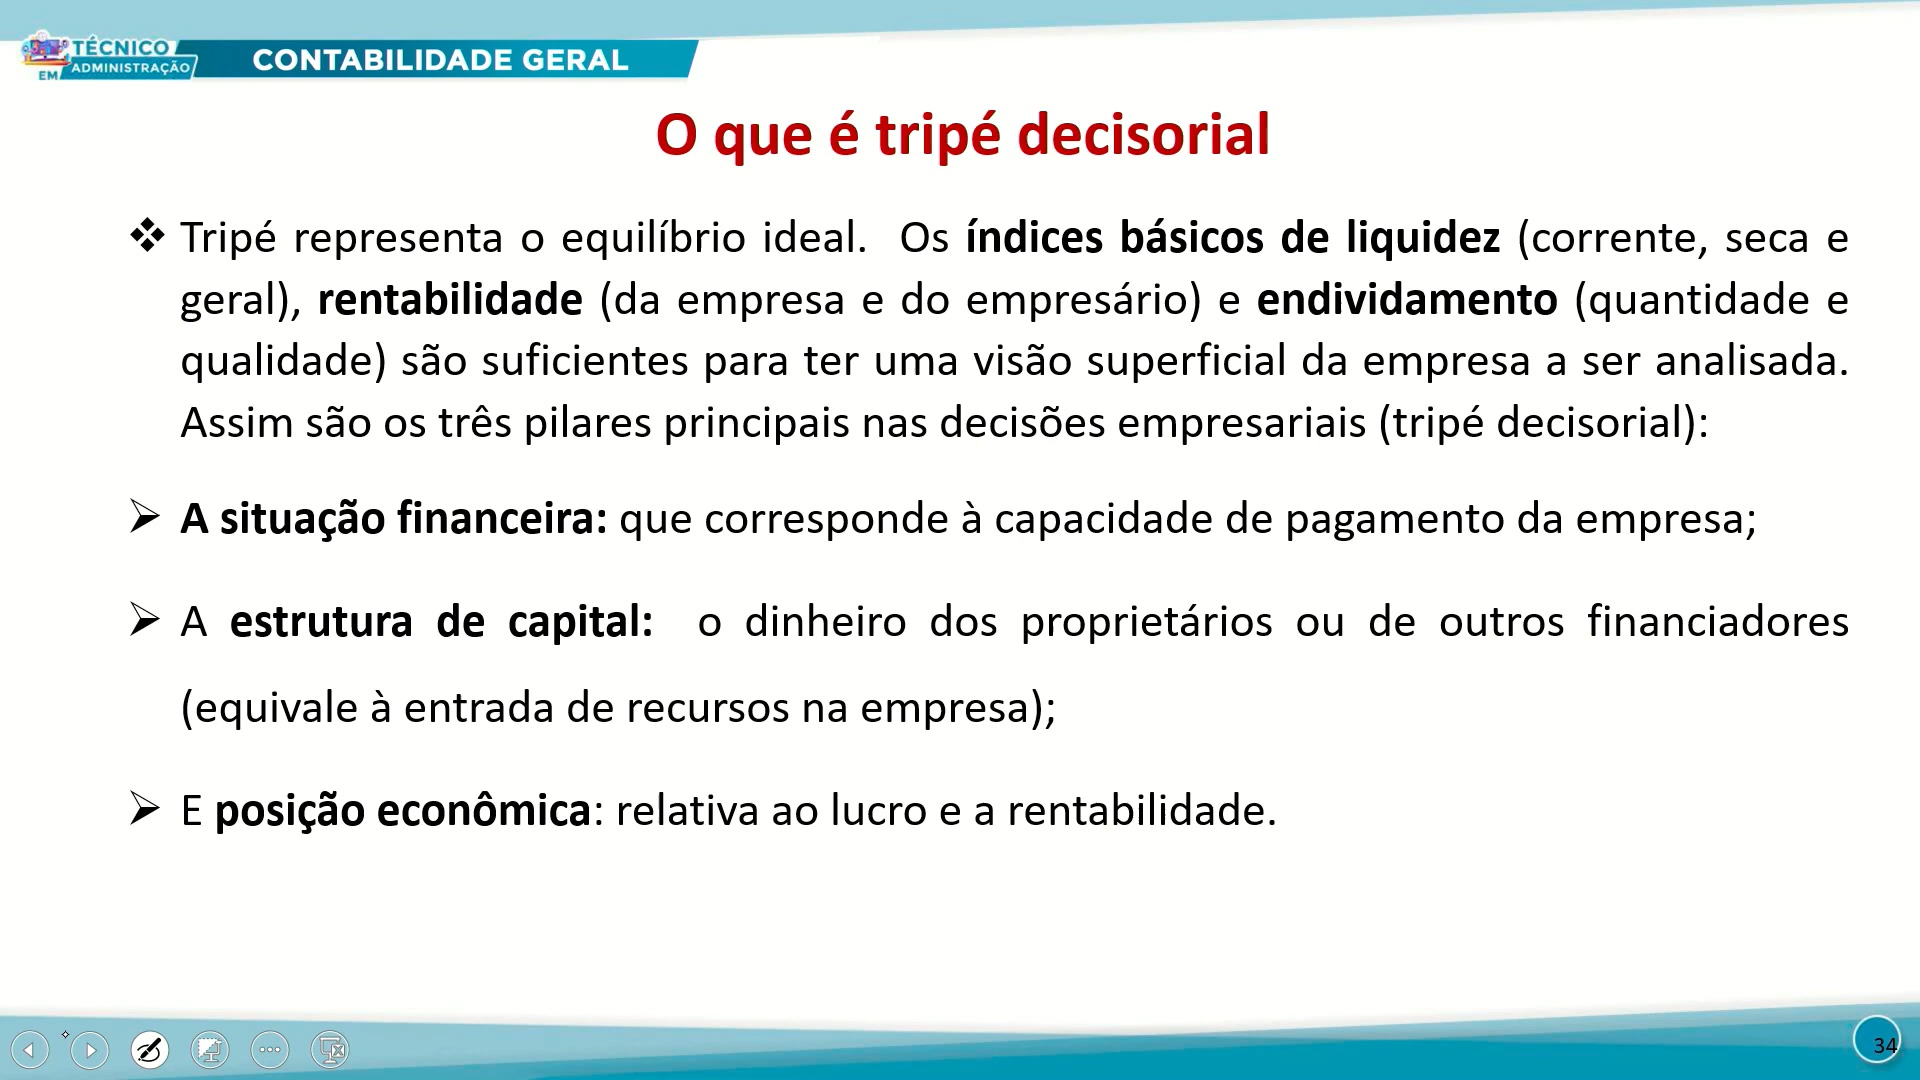 TÉCNICO
EM ADMINISTRAÇÃO
CONTABILIDADE GERAL
O que é tripé decisorial
Tripé representa o equilíbrio ideal. Os índices básicos de liquidez (corrente, seca e
geral), rentabilidade (da empresa e do empresário) e endividamento (quantidade e
qualidade) são suficientes para ter uma visão superficial da empresa a ser analisada.
Assim são os três pilares principais nas decisões empresariais (tripé decisorial):
A situação financeira: que corresponde à capacidade de pagamento da empresa;
A estrutura de capital: o dinheiro dos proprietários ou de outros financiadores
(equivale à entrada de recursos na empresa);
E posição econômica: relativa ao lucro e a rentabilidade.
34